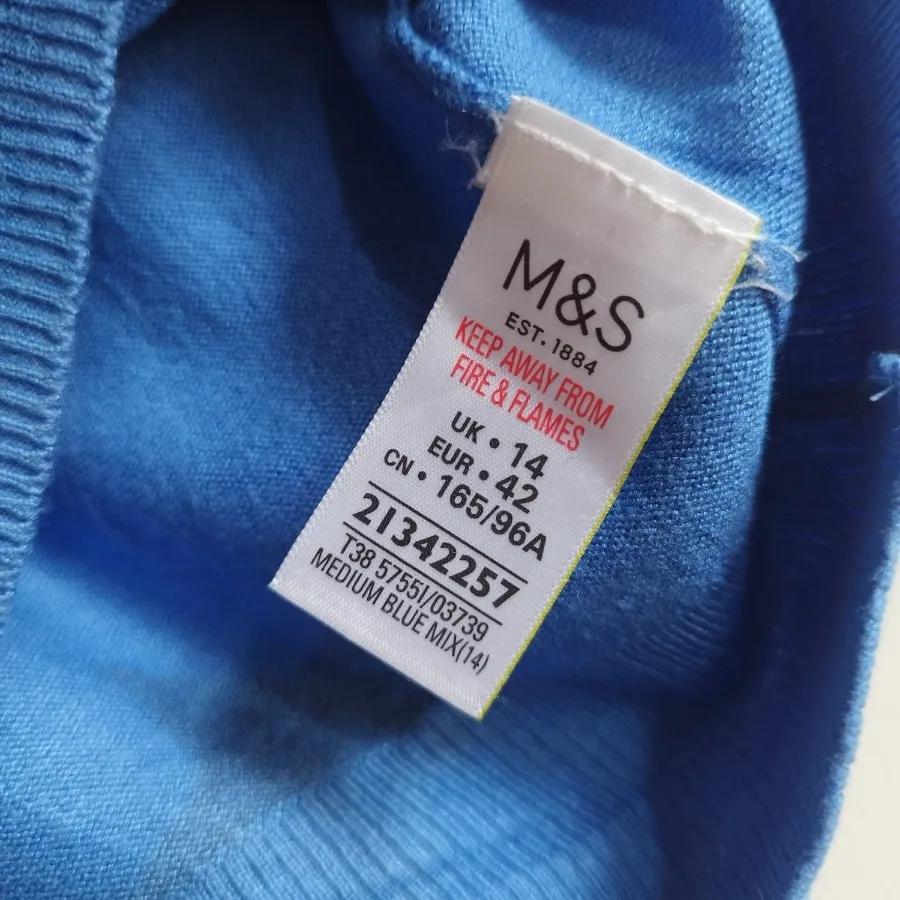 M&S
EST. 1884
KEEP AWAY FROM
FIRE & FLAMES
UK • 14
EUR • 42
CN • 165/96A
21342257
T38 5755I/03739
MEDIUM BLUE MIX(14)